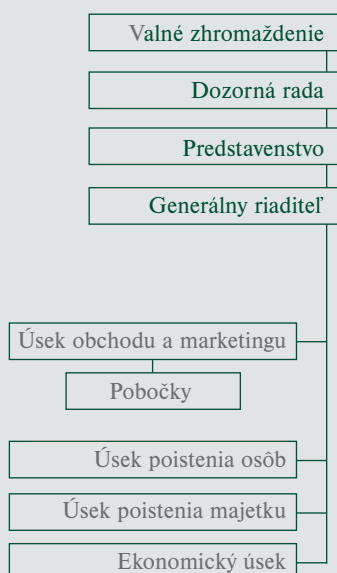 Valné zhromaždenie
Dozorná rada
Predstavenstvo
Generálny riaditeľ
Úsek obchodu a marketingu
Pobočky
Úsek poistenia osôb
Úsek poistenia majetku
Ekonomický úsek